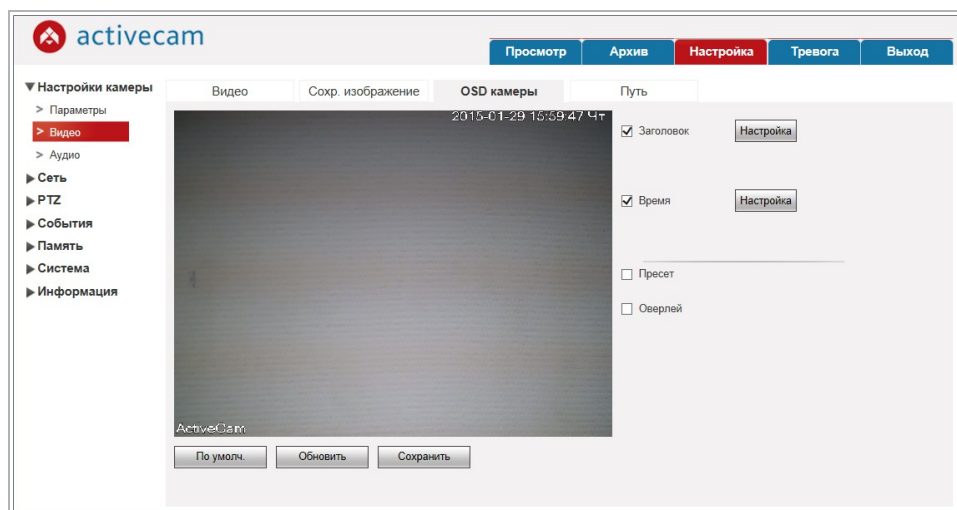 activecam
Просмотр Архив Настройка Тревога Выход
Настройки камеры
> Параметры
> Видео
> Аудио
Сеть
PTZ
События
Память
Система
Информация
Видео Сохр. изображение OSD камеры Путь
2015-01-29 15:59:47 Чт
ActiveCam
Заголовок Настройка
Время Настройка
Пресет
Оверлей
По умолч. Обновить Сохранить